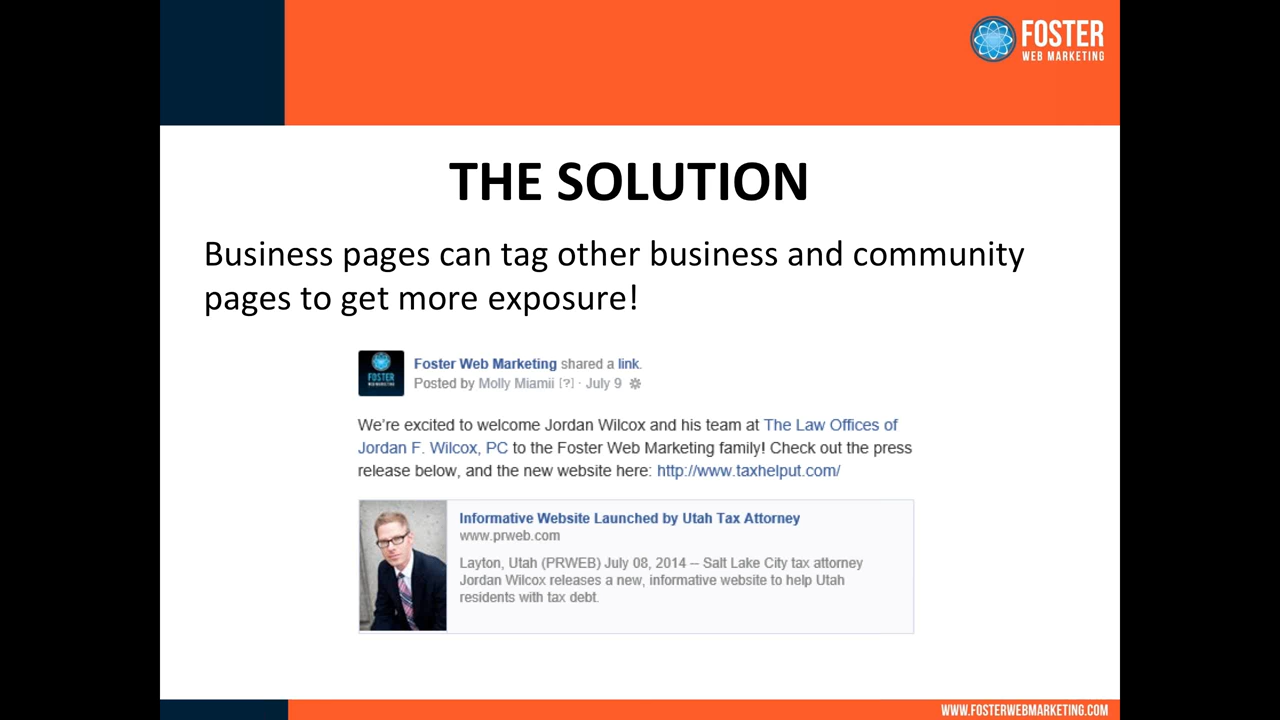 FOSTER
WEB MARKETING
THE SOLUTION
Business pages can tag other business and community
pages to get more exposure!
FOSTER
WEB MARKETING
Foster Web Marketing shared a link.
Posted by Molly Miamii [?] · July 9
We're excited to welcome Jordan Wilcox and his team at The Law Offices of
Jordan F. Wilcox, PC to the Foster Web Marketing family! Check out the press
release below, and the new website here: http://www.taxhelput.com/
Informative Website Launched by Utah Tax Attorney
www.prweb.com
Layton, Utah (PRWEB) July 08, 2014 -- Salt Lake City tax attorney
Jordan Wilcox releases a new, informative website to help Utah
residents with tax debt.
WWW.FOSTERWEBMARKETING.COM